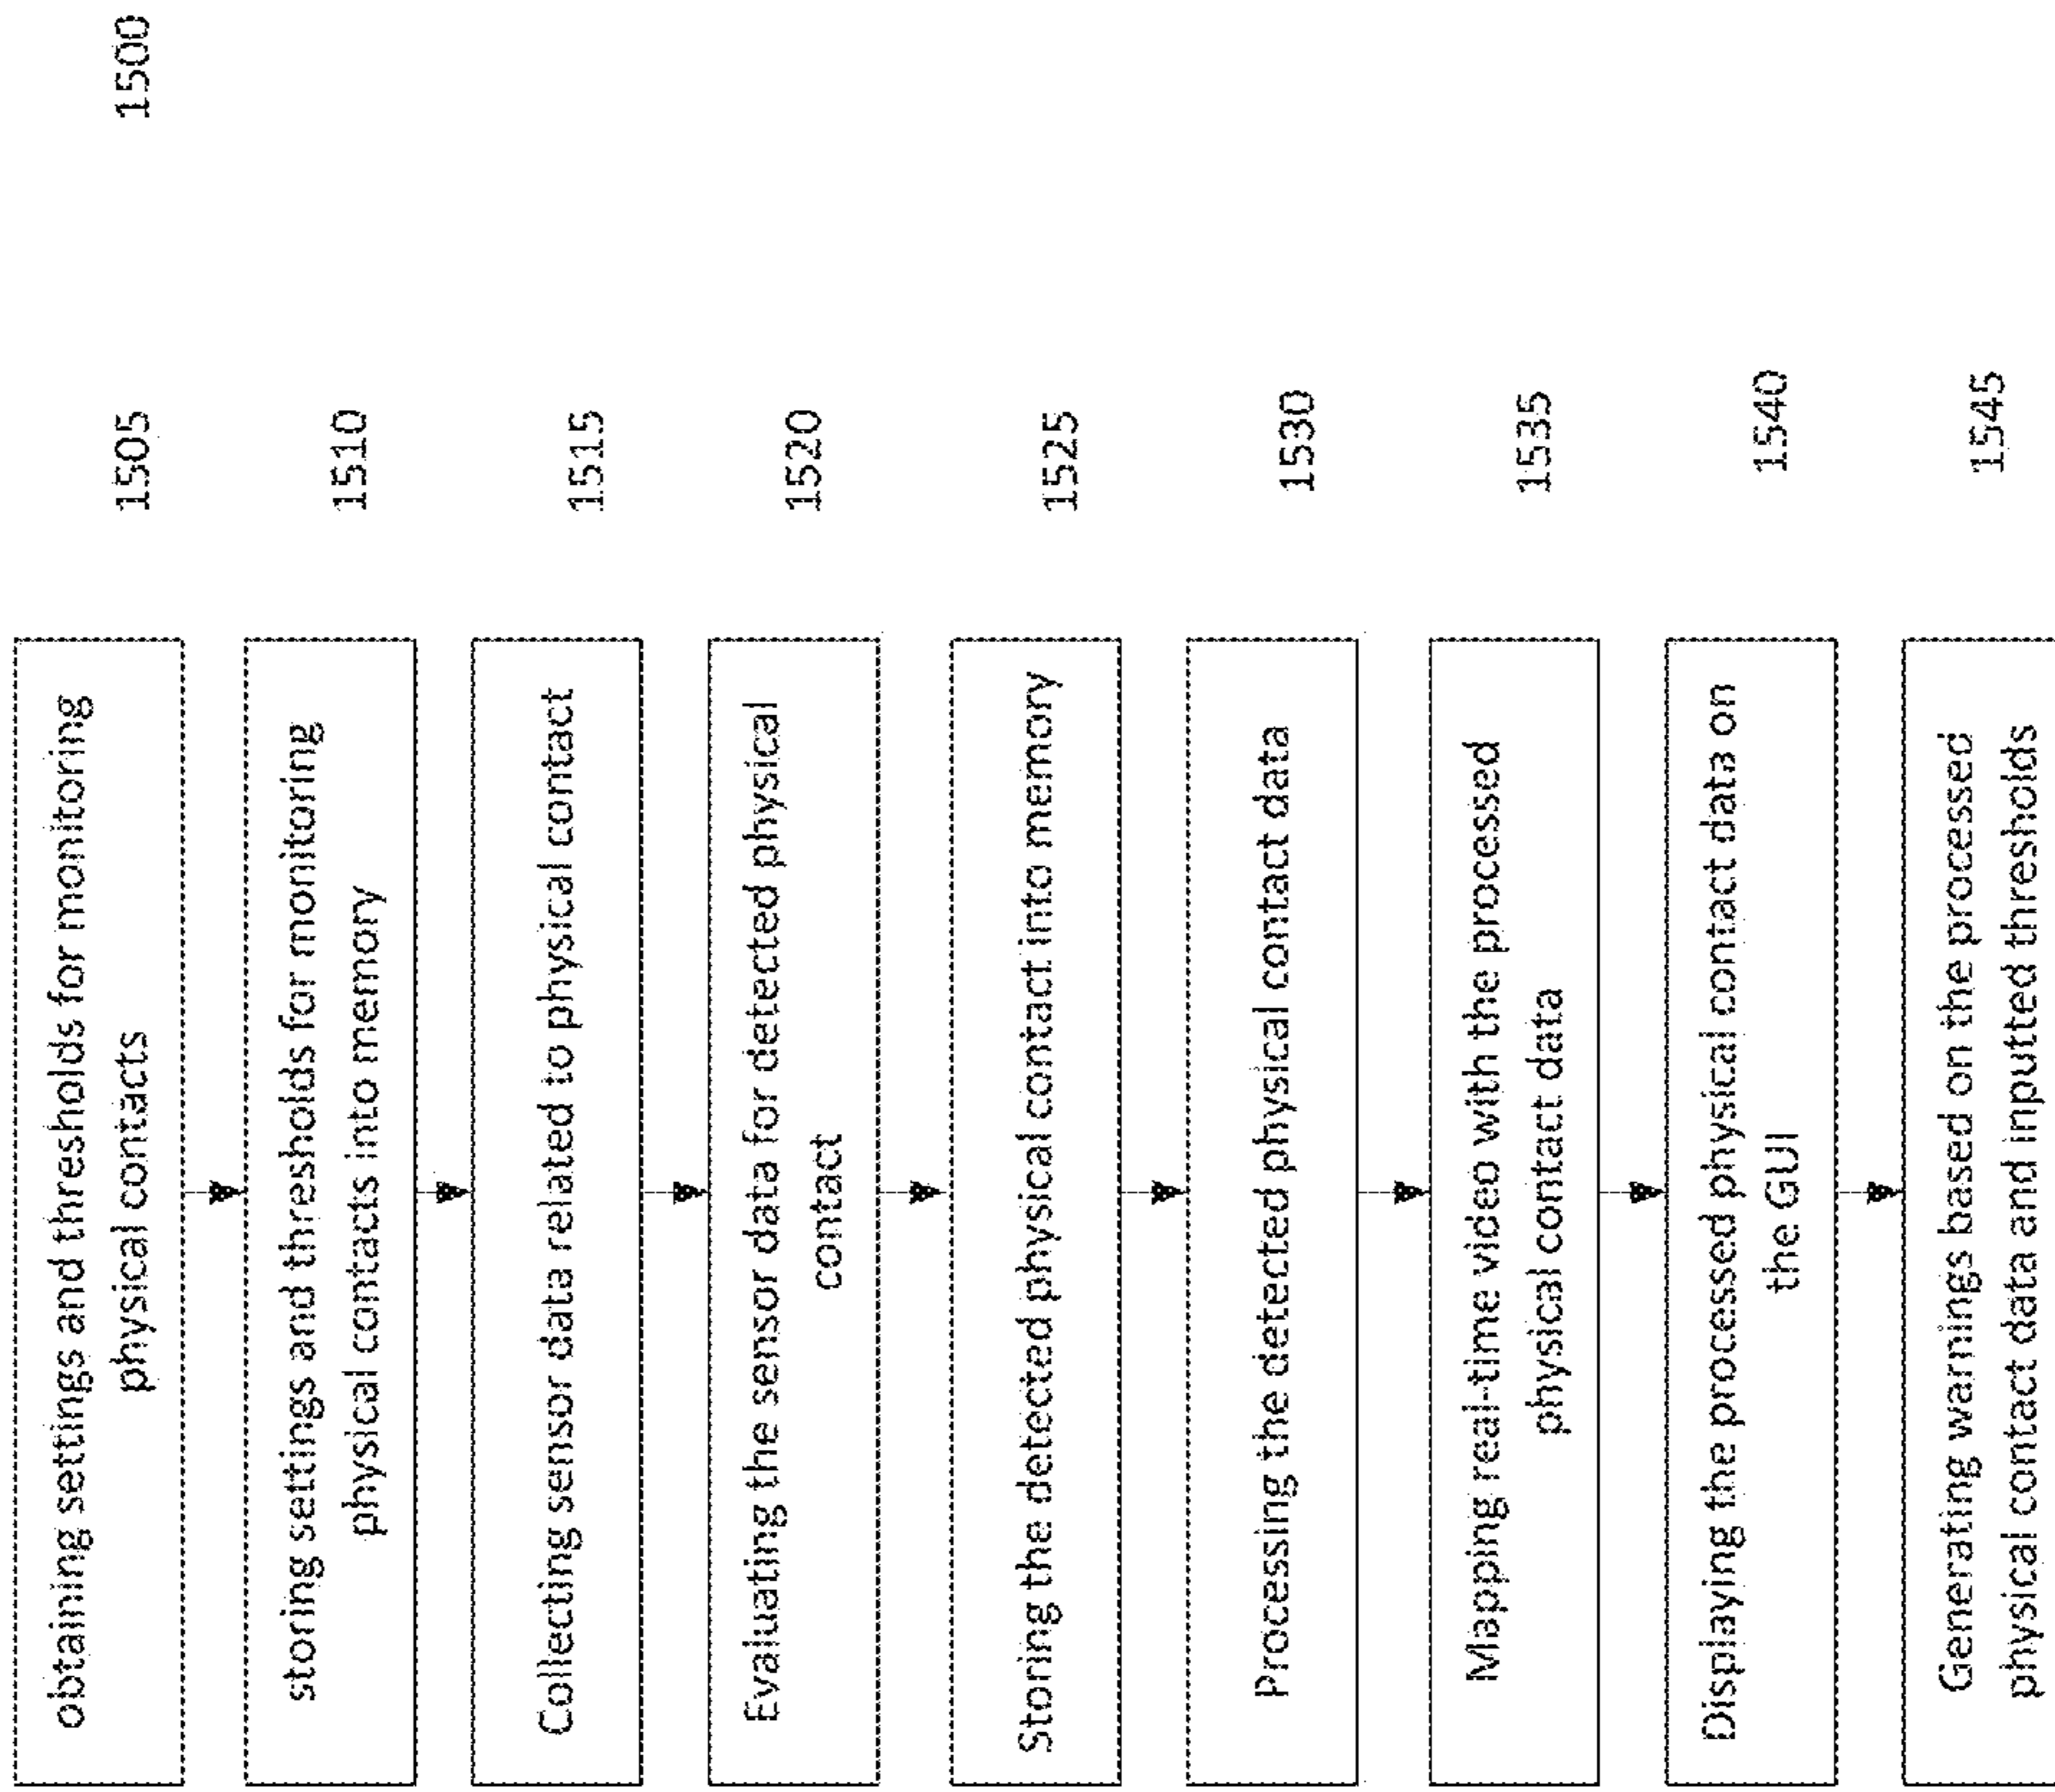 1500
obtaining settings and thresholds for monitoring
physical contacts
1505
storing settings and thresholds for monitoring
physical contacts into memory
1510
Collecting sensor data related to physical contact
1515
Evaluating the sensor data for detected physical
contact
1520
Storing the detected physical contact into memory
1525
Processing the detected physical contact data
1530
Mapping real-time video with the processed
physical contact data
1535
Displaying the processed physical contact data on
the GUI
1540
Generating warnings based on the processed
physical contact data and inputted thresholds
1545